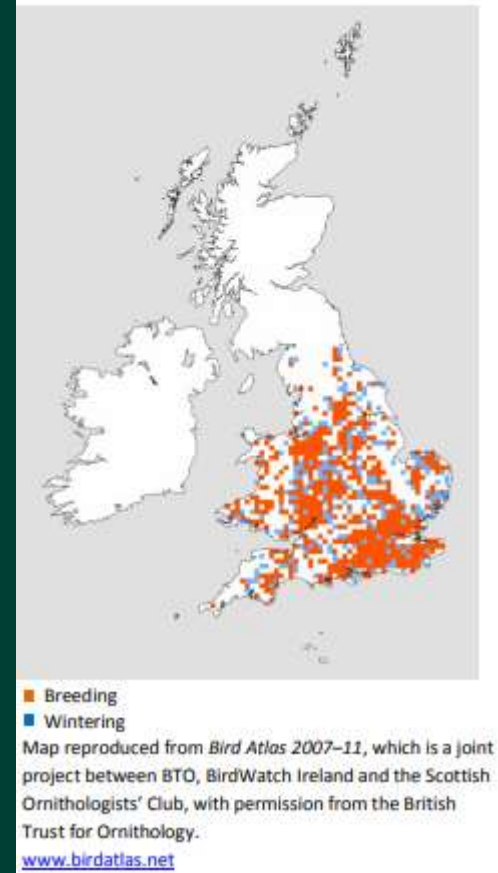 Breeding
Wintering
Map reproduced from Bird Atlas 2007–11, which is a joint
project between BTO, BirdWatch Ireland and the Scottish
Ornithologists' Club, with permission from the British
Trust for Ornithology.
www.birdatlas.net